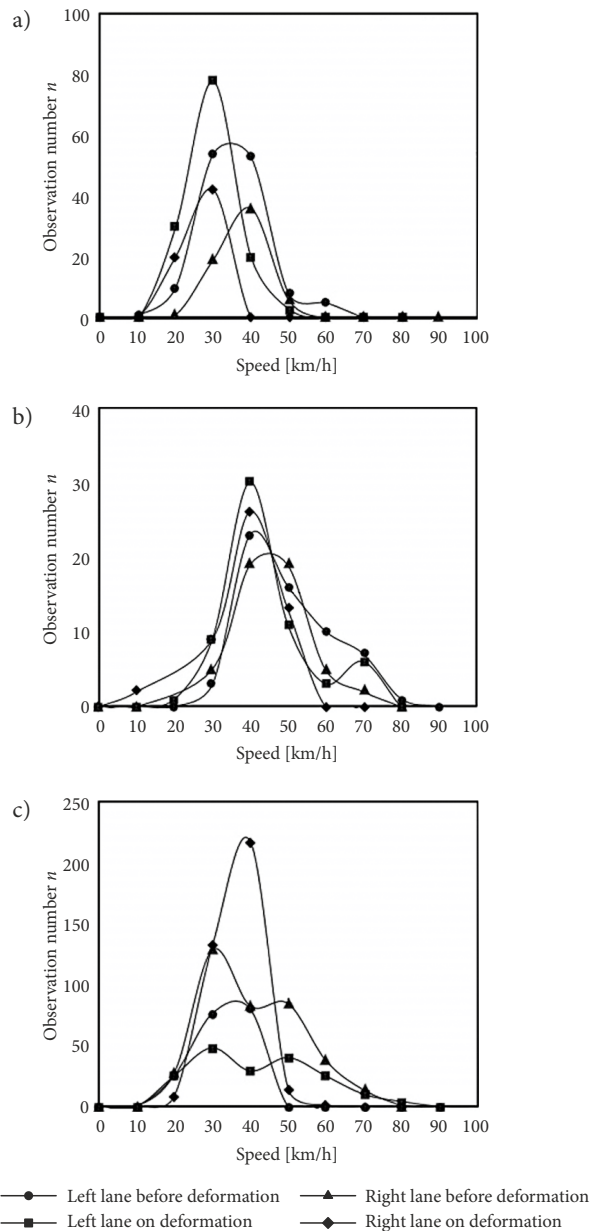 a)
100
80
60
40
20
0
Observation number n
0 10 20 30 40 50 60 70 80 90 100
Speed [km/h]
b)
40
30
20
10
0
Observation number n
0 10 20 30 40 50 60 70 80 90 100
Speed [km/h]
c)
250
200
150
100
50
0
Observation number n
0 10 20 30 40 50 60 70 80 90 100
Speed [km/h]
Left lane before deformation Right lane before deformation
Left lane on deformation Right lane on deformation